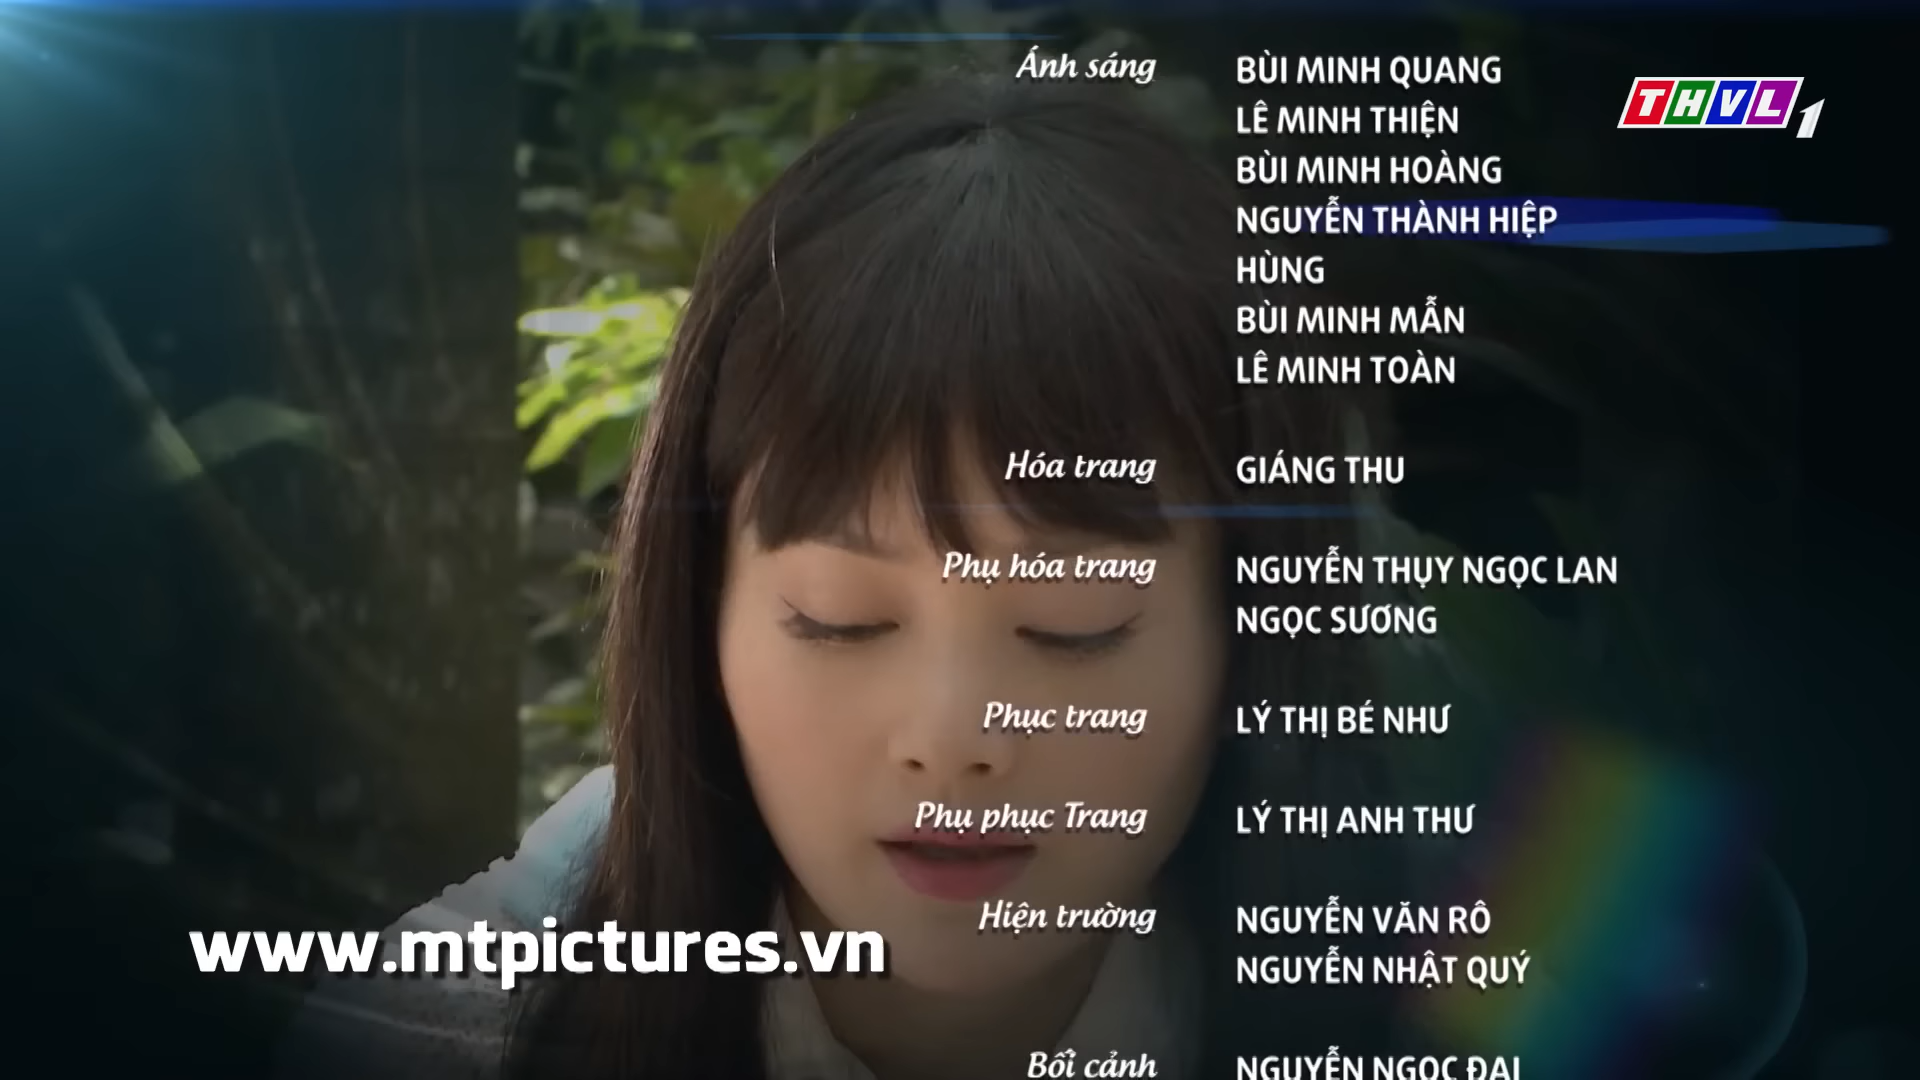 Ánh sáng BÙI MINH QUANG
THVL1
LÊ MINH THIỆN
BÙI MINH HOÀNG
NGUYỄN THÀNH HIỆP
HÙNG
BÙI MINH MẪN
LÊ MINH TOÀN
Hóa trang GIÁNG THU
Phụ hóa trang NGUYỄN THỤY NGỌC LAN
NGỌC SƯƠNG
Phục trang LÝ THỊ BÉ NHƯ
Phụ phục Trang LÝ THỊ ANH THƯ
Hiện trường NGUYỄN VĂN RÔ
www.mtpictures.vn
NGUYỄN NHẬT QUÝ
Bối cảnh NGUYỄN NGỌC ĐẠI